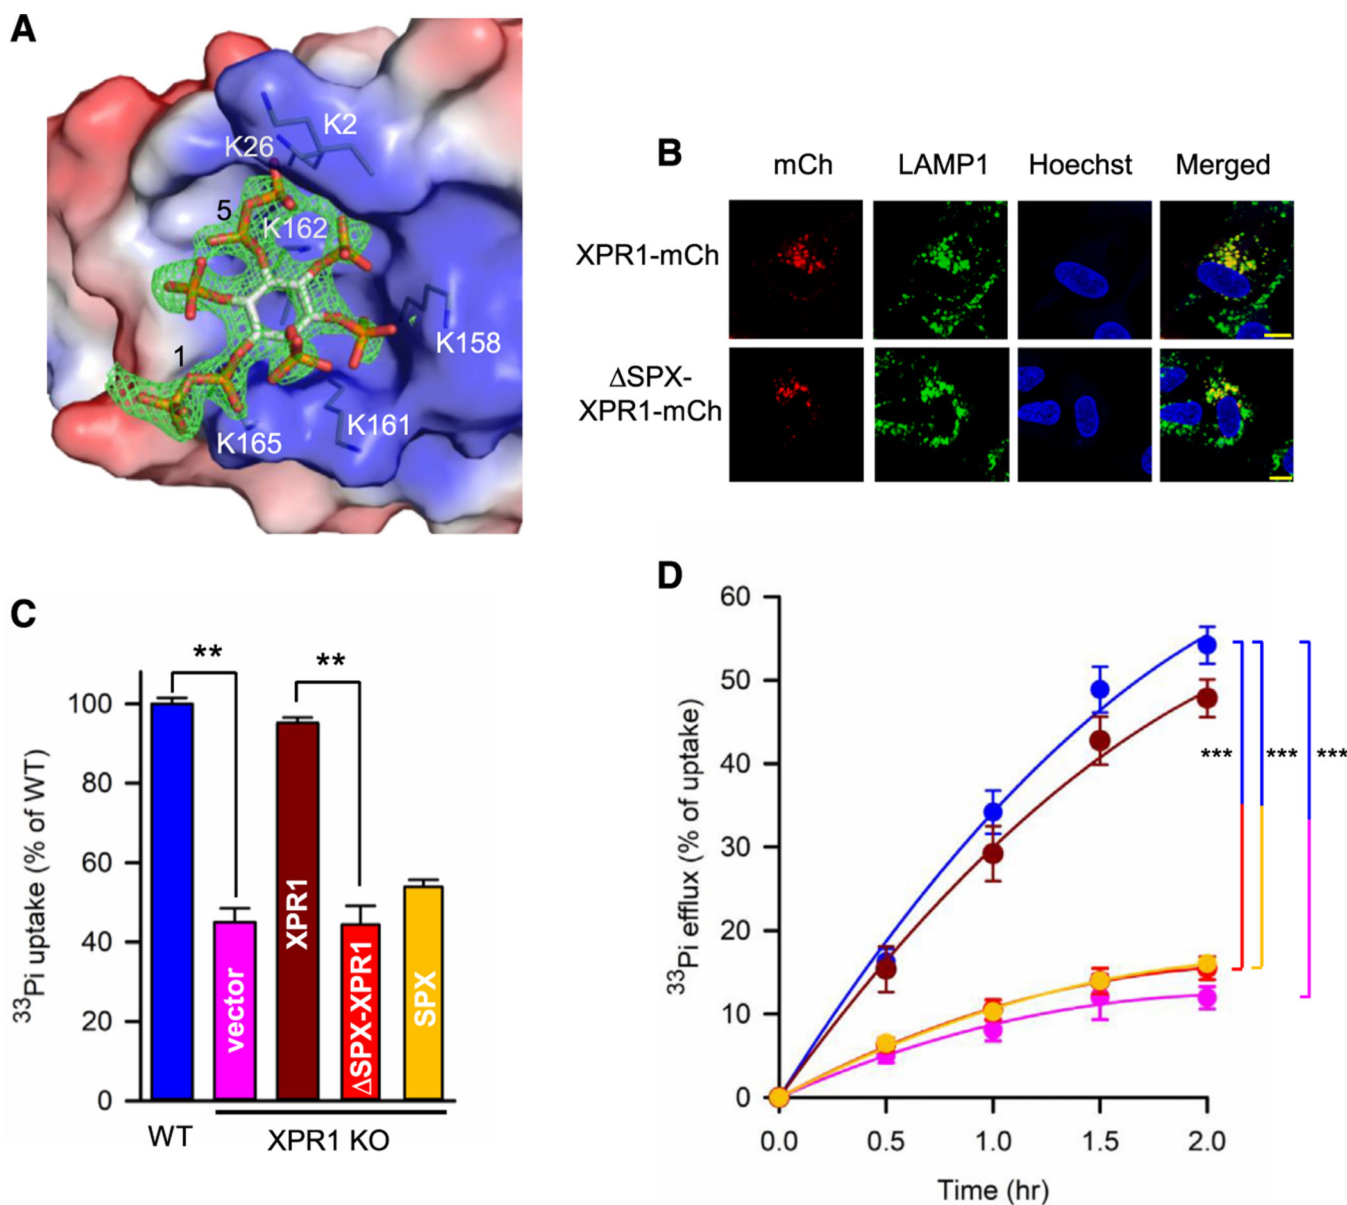 A
K2
K26
5
K162
K158
1
K161
K165
B
mCh
LAMP1
Hoechst
Merged
XPR1-mCh
ΔSPX-
XPR1-mCh
C
**
**
³³Pi uptake (% of WT)
100
80
60
40
20
0
vector
XPR1
ΔSPX-XPR1
SPX
WT
XPR1 KO
D
³³Pi efflux (% of uptake)
60
50
40
30
20
10
0
***
***
***
0.0
0.5
1.0
1.5
2.0
Time (hr)